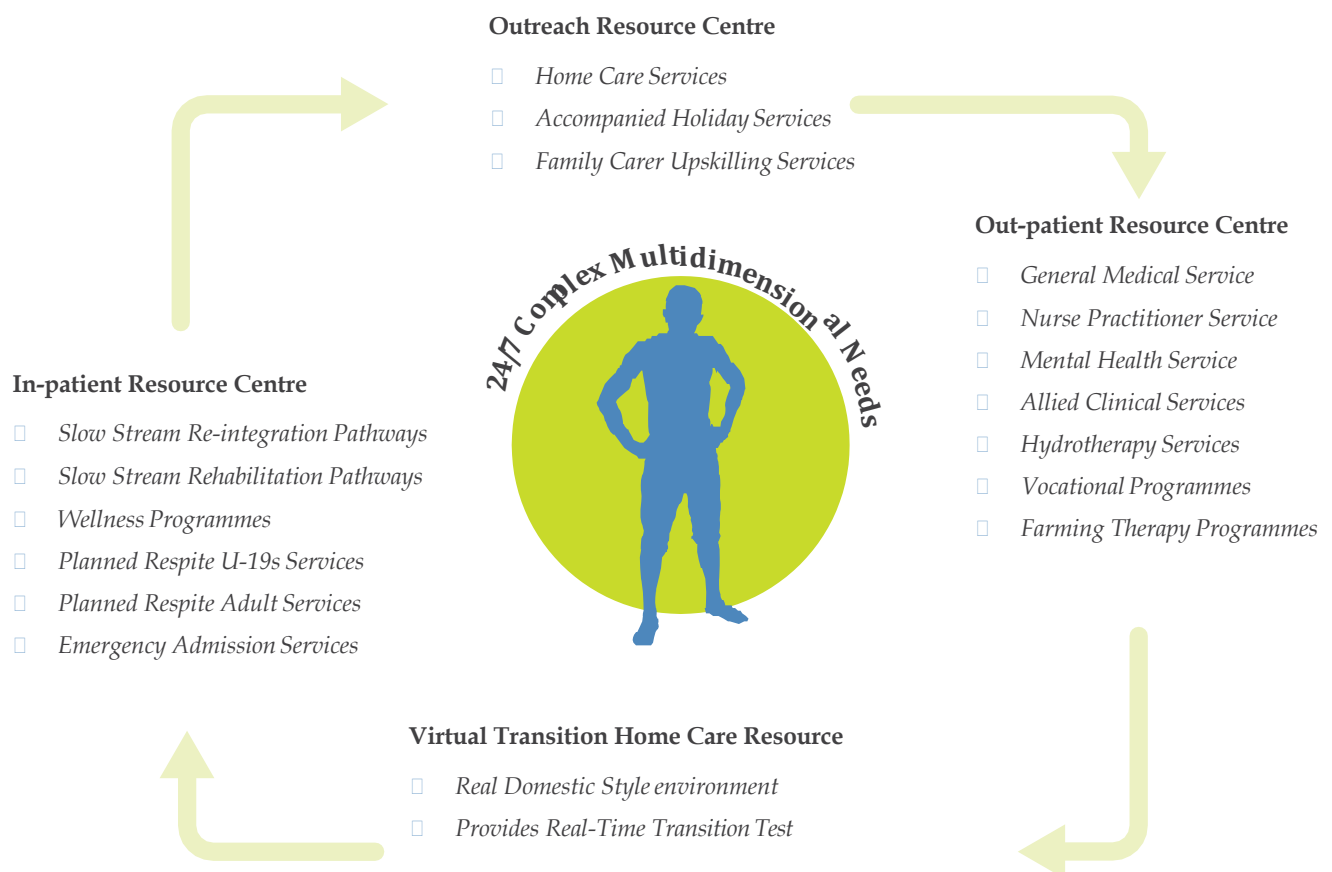 Outreach Resource Centre
Home Care Services
Accompanied Holiday Services
Family Carer Upskilling Services
Out-patient Resource Centre
General Medical Service
Nurse Practitioner Service
Mental Health Service
Allied Clinical Services
Hydrotherapy Services
Vocational Programmes
Farming Therapy Programmes
24/7 Complex Multidimensional Needs
In-patient Resource Centre
Slow Stream Re-integration Pathways
Slow Stream Rehabilitation Pathways
Wellness Programmes
Planned Respite U-19s Services
Planned Respite Adult Services
Emergency Admission Services
Virtual Transition Home Care Resource
Real Domestic Style environment
Provides Real-Time Transition Test